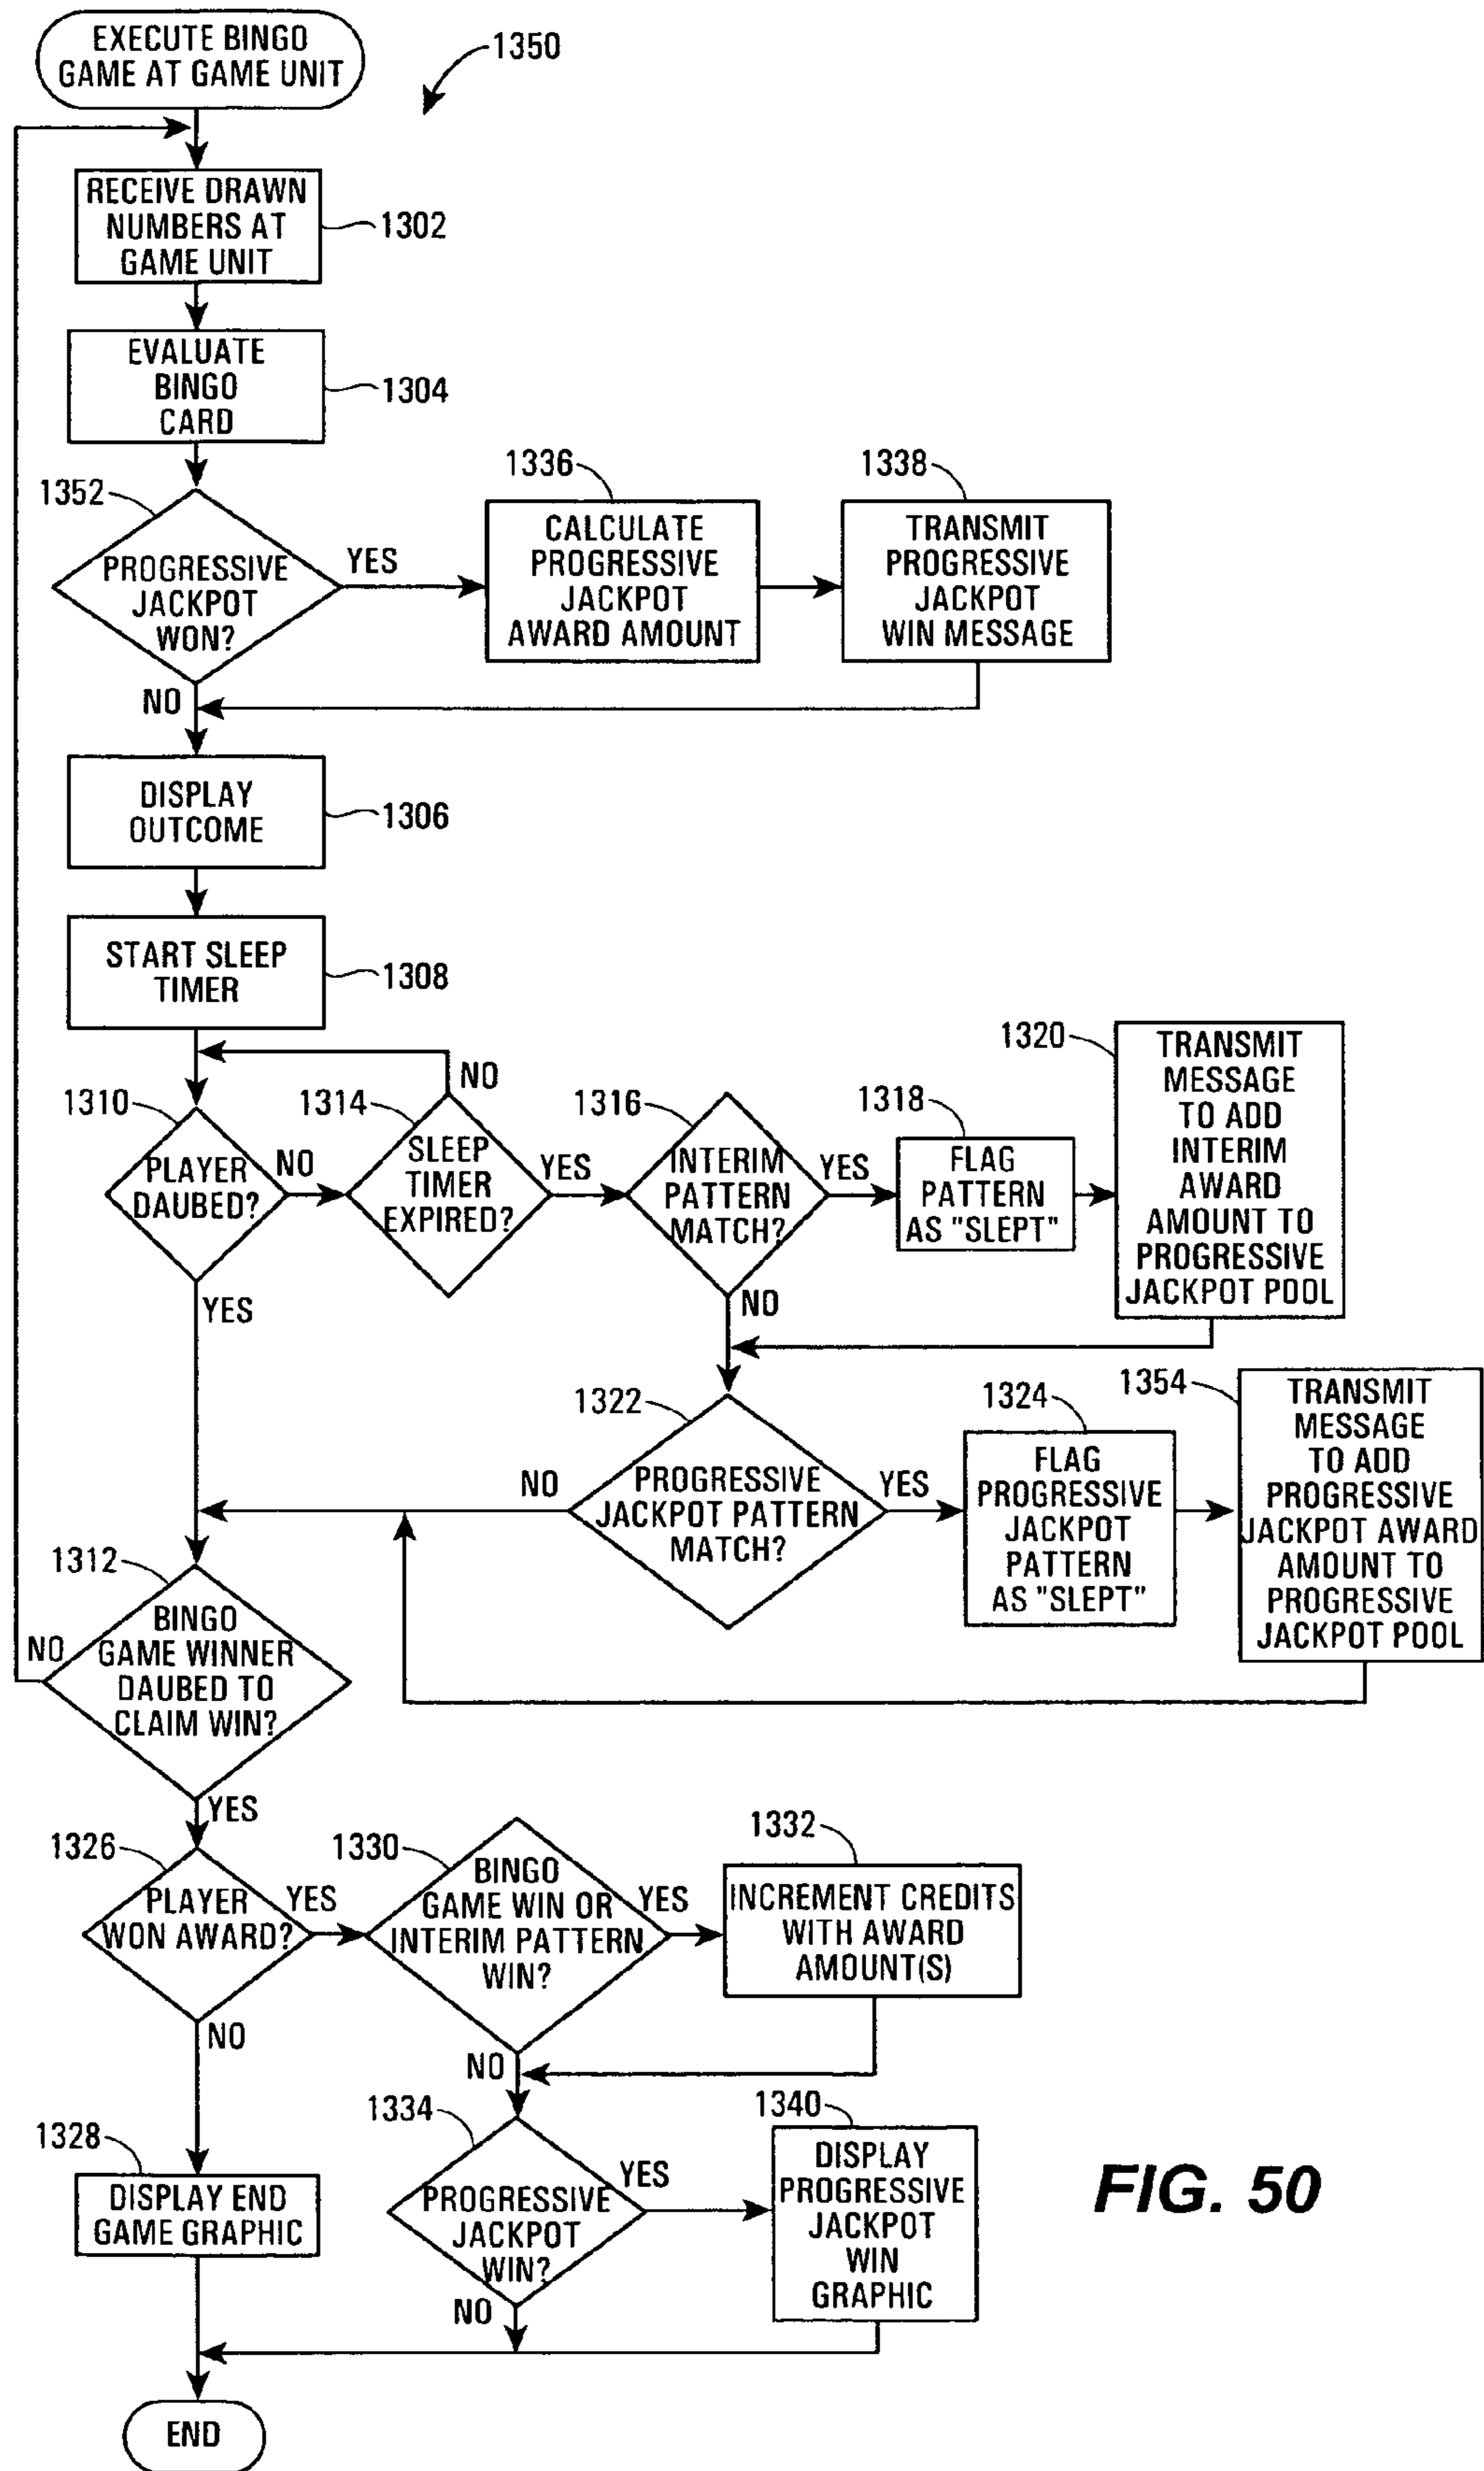 EXECUTE BINGO
GAME AT GAME UNIT
1350
RECEIVE DRAWN
NUMBERS AT
GAME UNIT
1302
EVALUATE
BINGO
CARD
1304
1352
PROGRESSIVE
JACKPOT
WON?
YES
NO
1336
CALCULATE
PROGRESSIVE
JACKPOT
AWARD AMOUNT
1338
TRANSMIT
PROGRESSIVE
JACKPOT
WIN MESSAGE
DISPLAY
OUTCOME
1306
START SLEEP
TIMER
1308
1310
PLAYER
DAUBED?
NO
YES
1314
SLEEP
TIMER
EXPIRED?
NO
YES
1316
INTERIM
PATTERN
MATCH?
YES
NO
1318
FLAG
PATTERN
AS "SLEPT"
1320
TRANSMIT
MESSAGE
TO ADD
INTERIM
AWARD
AMOUNT TO
PROGRESSIVE
JACKPOT POOL
1322
PROGRESSIVE
JACKPOT PATTERN
MATCH?
NO
YES
1324
FLAG
PROGRESSIVE
JACKPOT
PATTERN
AS "SLEPT"
1354
TRANSMIT
MESSAGE
TO ADD
PROGRESSIVE
JACKPOT AWARD
AMOUNT TO
PROGRESSIVE
JACKPOT POOL
1312
BINGO
GAME WINNER
DAUBED TO
CLAIM WIN?
NO
YES
1326
PLAYER
WON AWARD?
YES
NO
1330
BINGO
GAME WIN OR
INTERIM PATTERN
WIN?
YES
NO
1332
INCREMENT CREDITS
WITH AWARD
AMOUNT(S)
1334
PROGRESSIVE
JACKPOT
WIN?
YES
NO
1340
DISPLAY
PROGRESSIVE
JACKPOT
WIN
GRAPHIC
1328
DISPLAY END
GAME GRAPHIC
END
FIG. 50